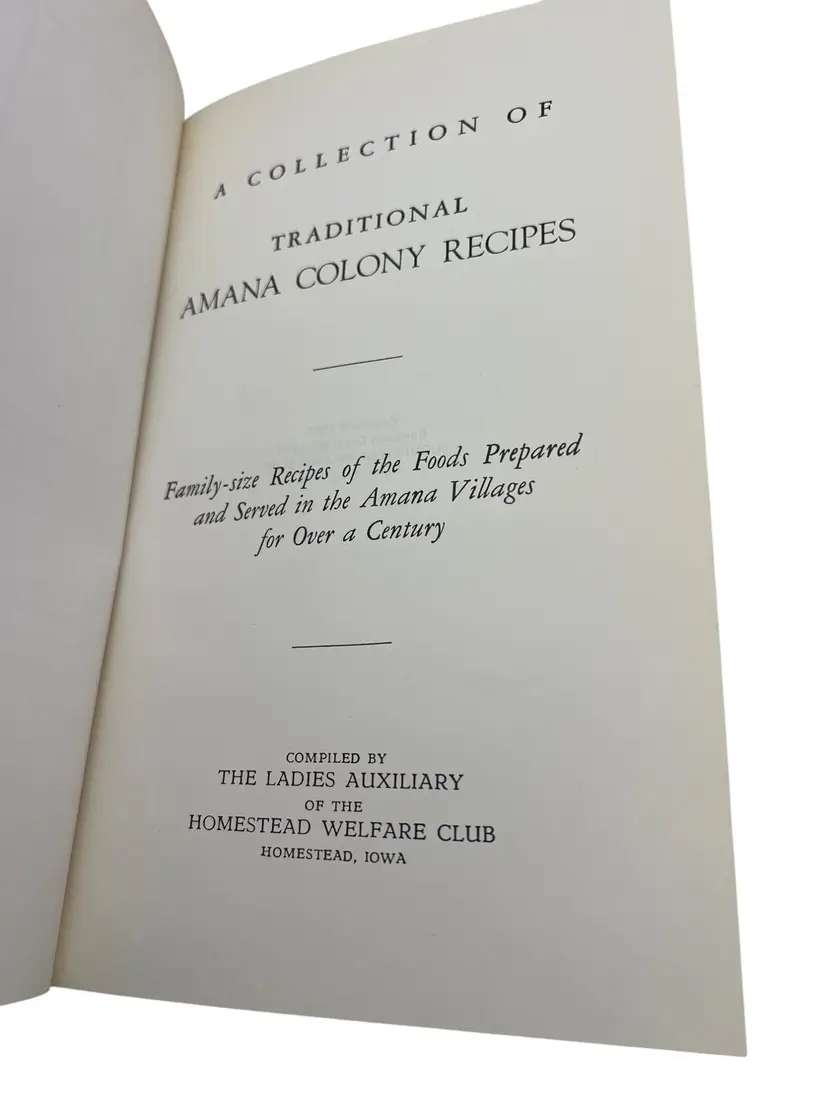 A COLLECTION OF
TRADITIONAL
AMANA COLONY RECIPES
Family-size Recipes of the Foods Prepared
and Served in the Amana Villages
for Over a Century
COMPILED BY
THE LADIES AUXILIARY
OF THE
HOMESTEAD WELFARE CLUB
HOMESTEAD, IOWA